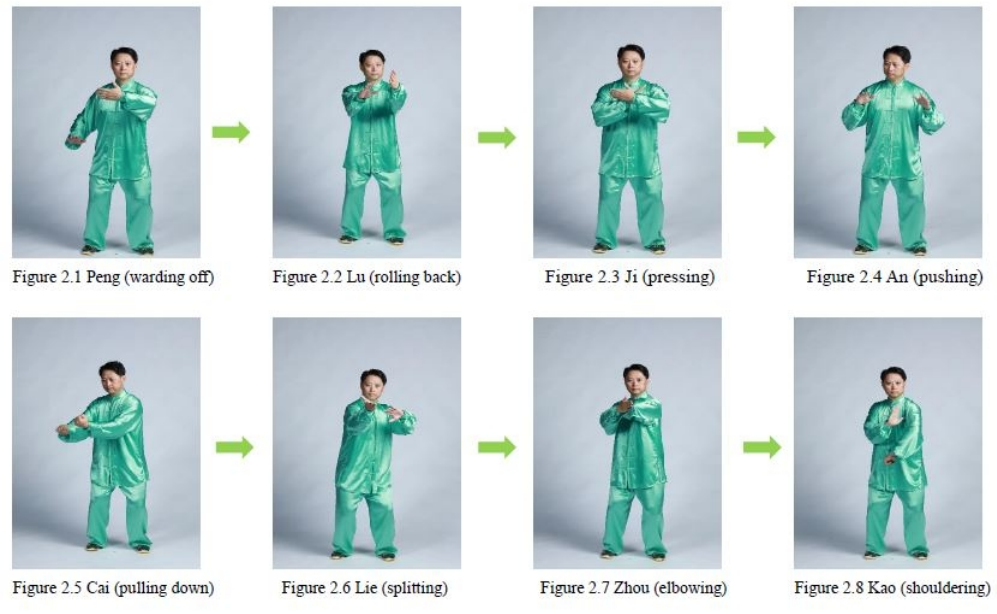 Figure 2.1 Peng (warding off)
Figure 2.2 Lu (rolling back)
Figure 2.3 Ji (pressing)
Figure 2.4 An (pushing)
Figure 2.5 Cai (pulling down)
Figure 2.6 Lie (splitting)
Figure 2.7 Zhou (elbowing)
Figure 2.8 Kao (shouldering)